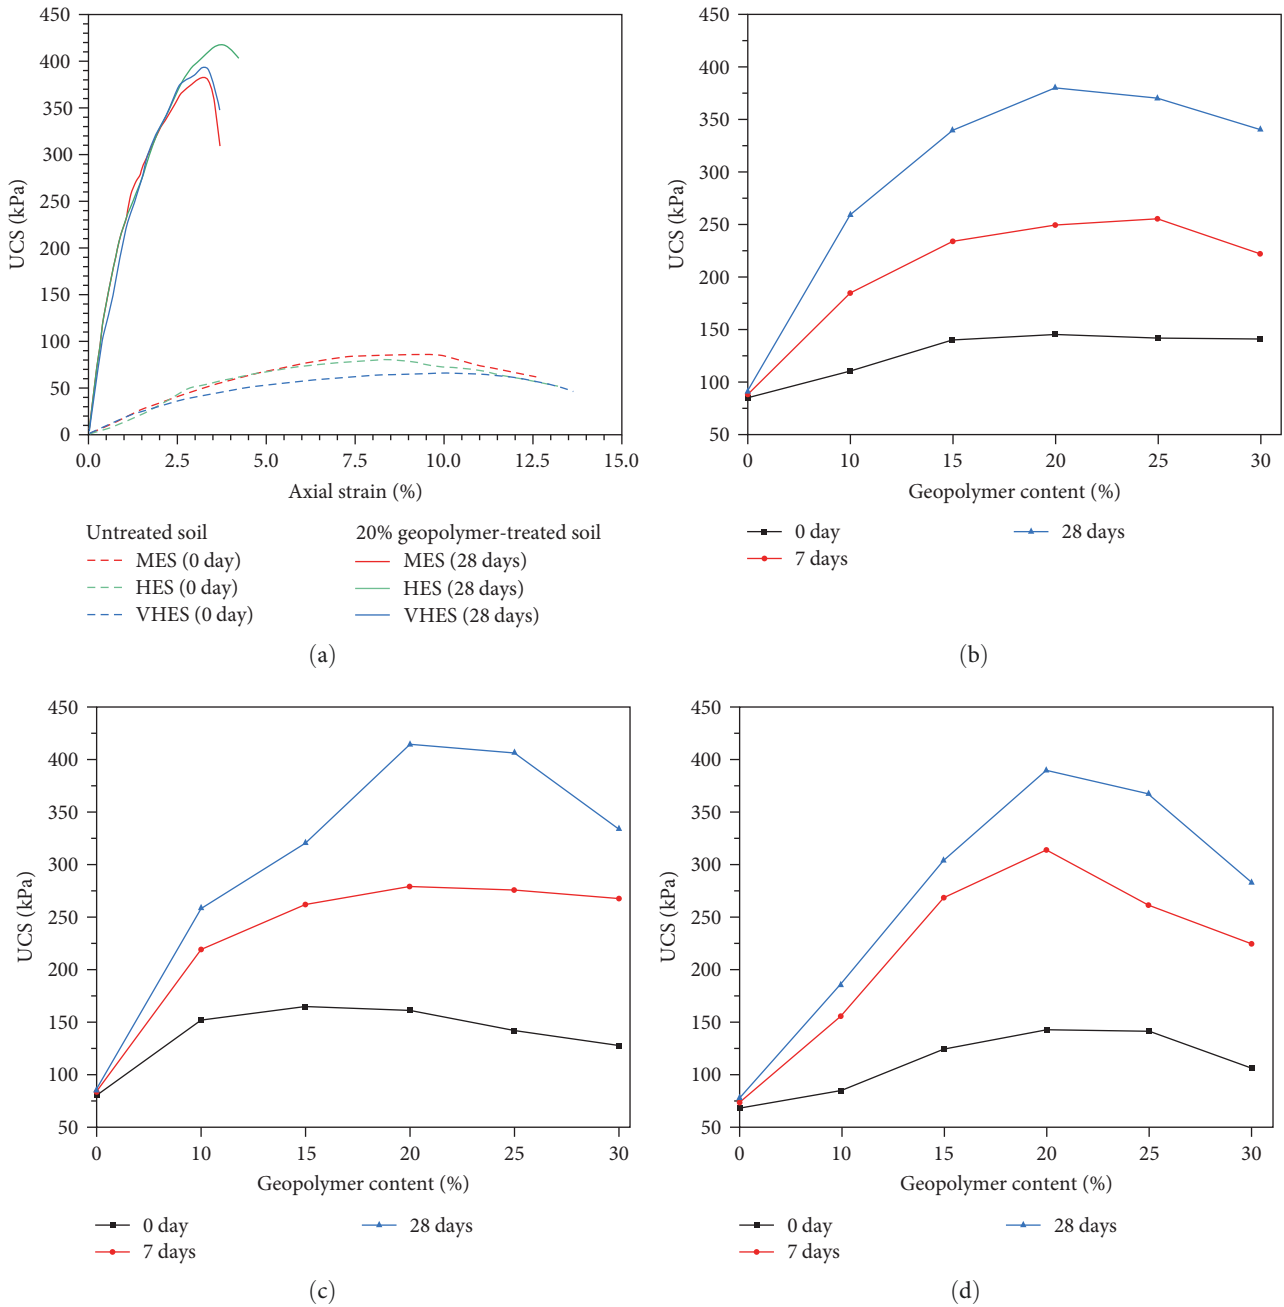 450
400
350
300
250
200
150
100
50
0
UCS (kPa)
0.0 2.5 5.0 7.5 10.0 12.5 15.0
Axial strain (%)
Untreated soil
MES (0 day)
HES (0 day)
VHES (0 day)
20% geopolymer-treated soil
MES (28 days)
HES (28 days)
VHES (28 days)
(a)
450
400
350
300
250
200
150
100
50
UCS (kPa)
0 10 15 20 25 30
Geopolymer content (%)
0 day
7 days
28 days
(b)
450
400
350
300
250
200
150
100
50
UCS (kPa)
0 10 15 20 25 30
Geopolymer content (%)
0 day
7 days
28 days
(c)
450
400
350
300
250
200
150
100
50
UCS (kPa)
0 10 15 20 25 30
Geopolymer content (%)
0 day
7 days
28 days
(d)